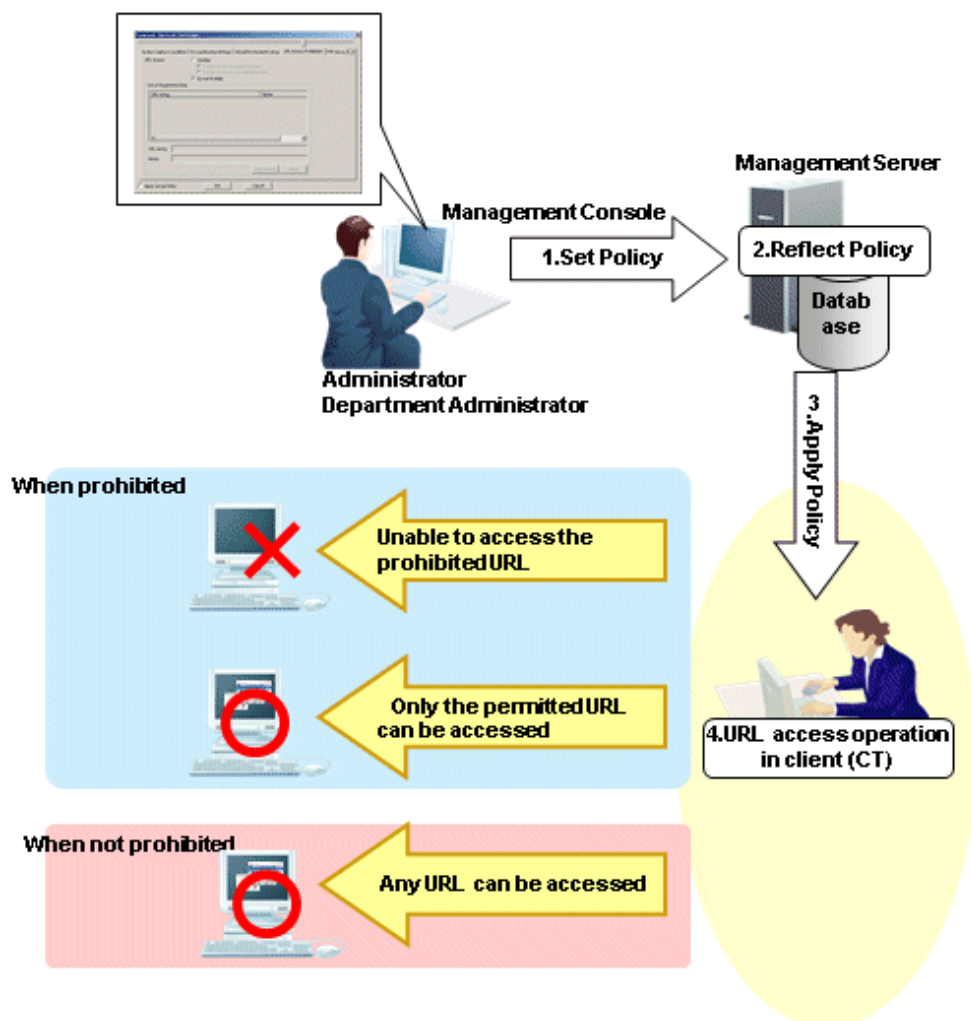 Management Server
Management Console
1.Set Policy
2.Reflect Policy
Datab
ase
Administrator
Department Administrator
3.Apply Policy
When prohibited
Unable to access the
prohibited URL
Only the permitted URL
can be accessed
4.URL access operation
in client (CT)
When not prohibited
Any URL can be accessed